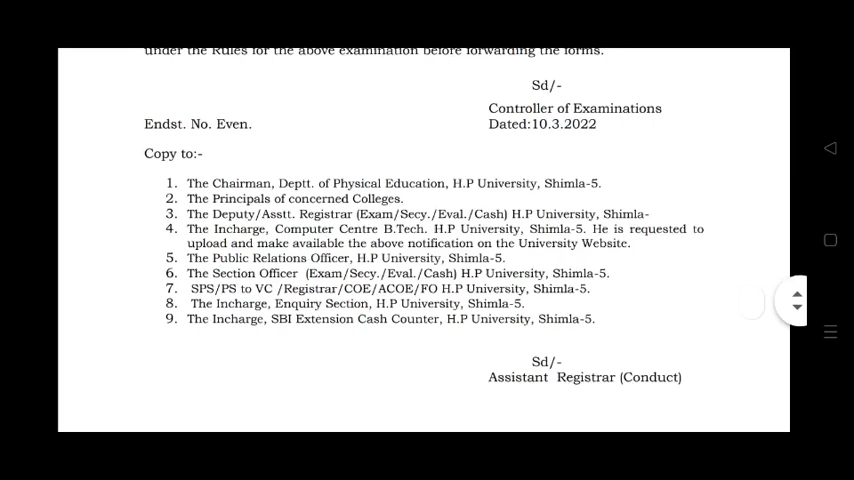 under the Rules for the above examination before forwarding the forms.
Sd/-
Controller of Examinations
Endst. No. Even. Dated:10.3.2022
Copy to:-
1. The Chairman, Deptt. of Physical Education, H.P University, Shimla-5.
2. The Principals of concerned Colleges.
3. The Deputy/Asstt. Registrar (Exam/Secy./Eval./Cash) H.P University, Shimla-
4. The Incharge, Computer Centre B.Tech. H.P University, Shimla-5. He is requested to
upload and make available the above notification on the University Website.
5. The Public Relations Officer, H.P University, Shimla-5.
6. The Section Officer (Exam/Secy./Eval./Cash) H.P University, Shimla-5.
7. SPS/PS to VC /Registrar/COE/ACOE/FO H.P University, Shimla-5.
8. The Incharge, Enquiry Section, H.P University, Shimla-5.
9. The Incharge, SBI Extension Cash Counter, H.P University, Shimla-5.
Sd/-
Assistant Registrar (Conduct)